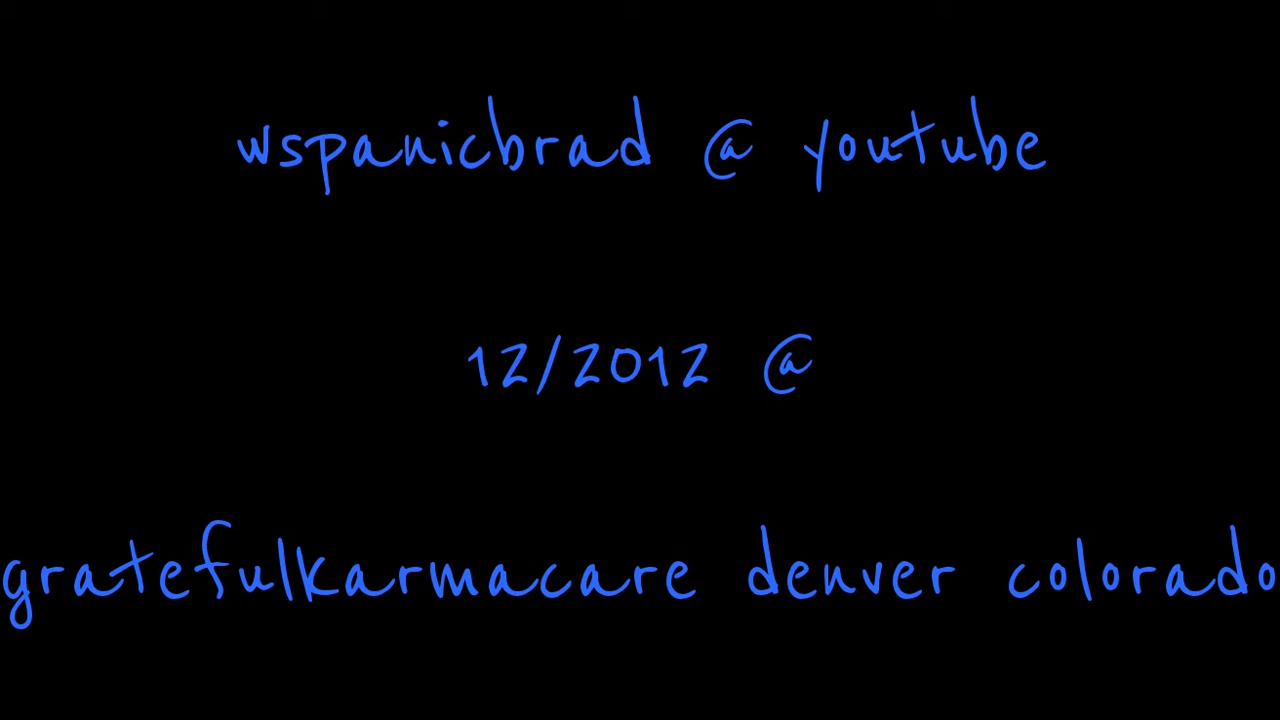 wspanicbrad @ youtube
12/2012 @
gratefulkarmacare denver colorado